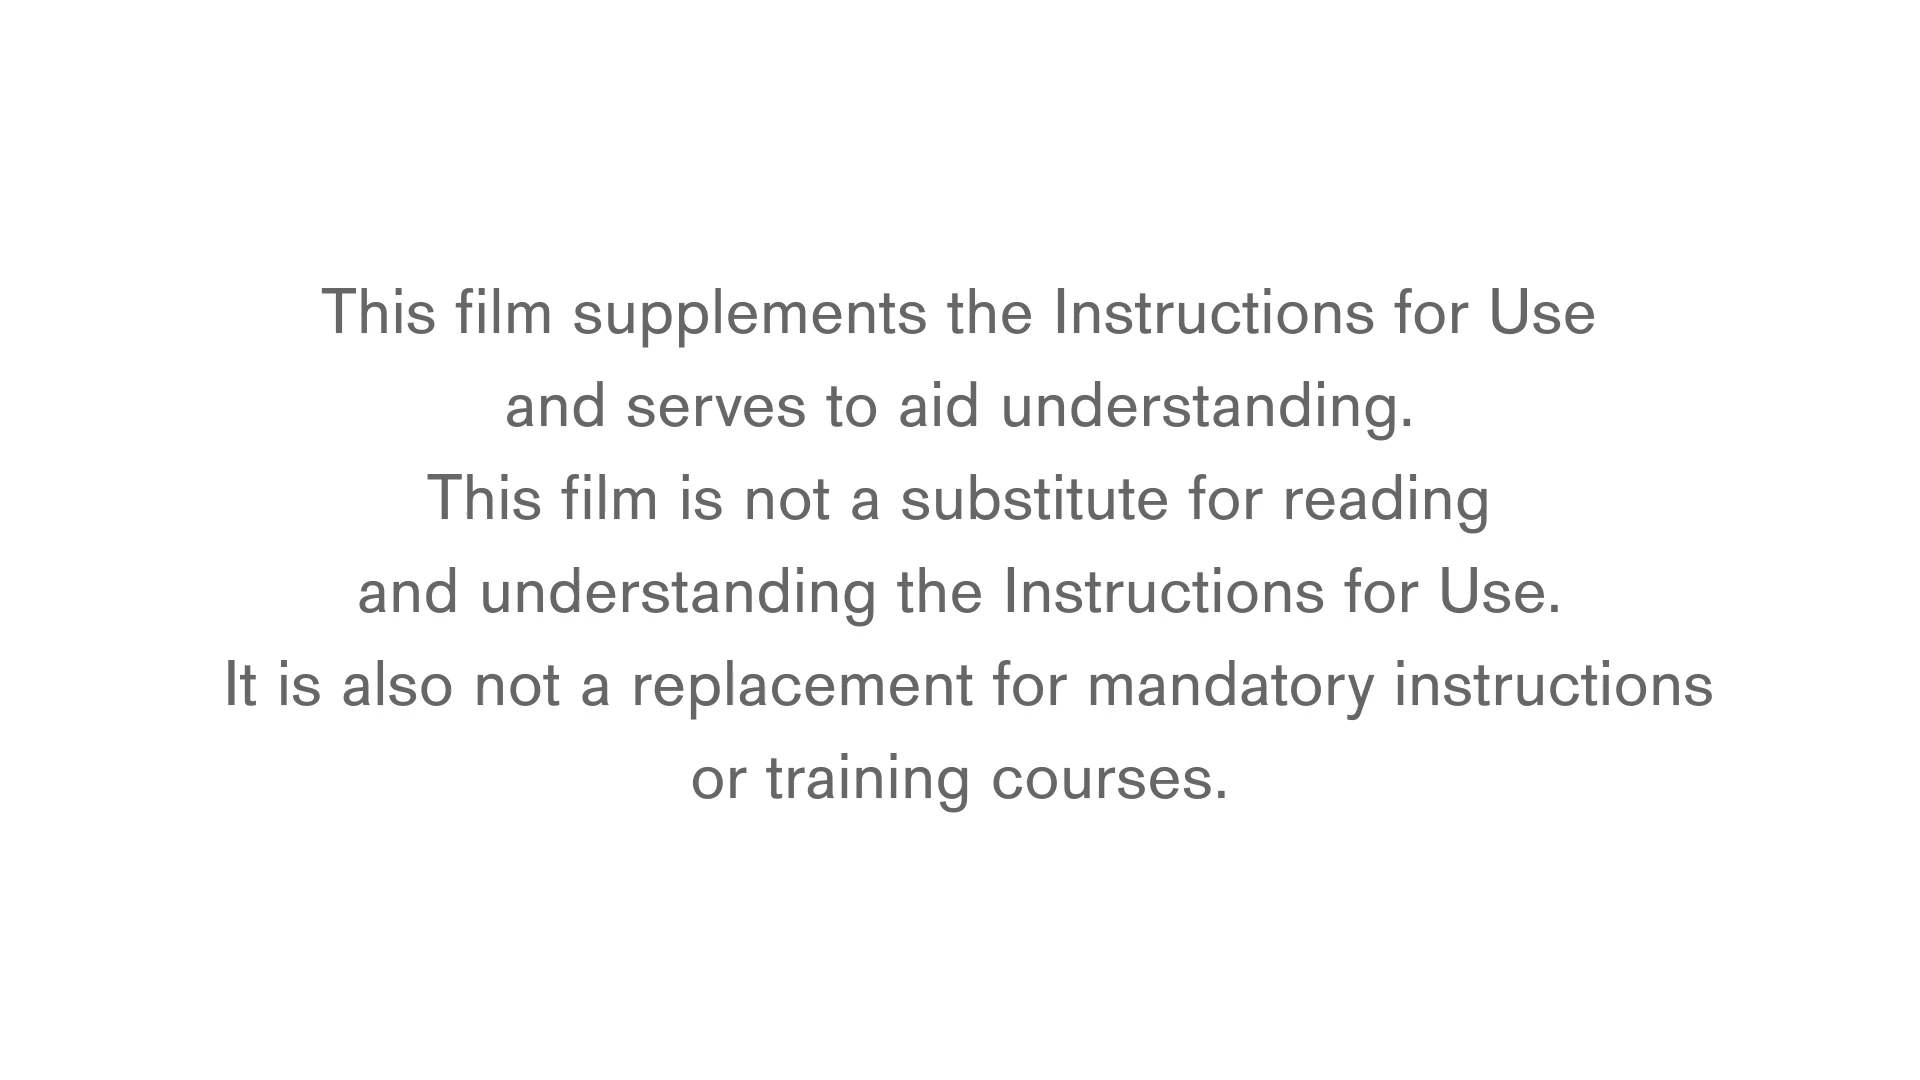 This film supplements the Instructions for Use
and serves to aid understanding.
This film is not a substitute for reading
and understanding the Instructions for Use.
It is also not a replacement for mandatory instructions
or training courses.